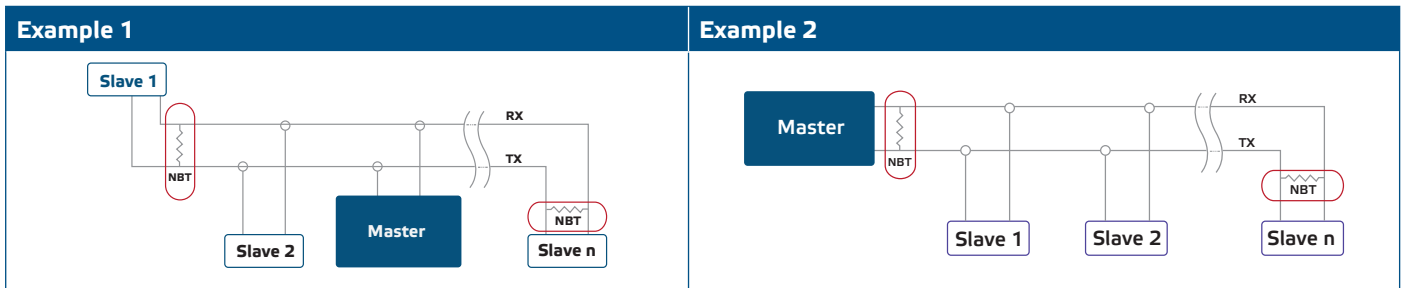 Example 1
Slave 1
RX
TX
NBT
NBT
Master
Slave 2
Slave n
Example 2
Master
RX
TX
NBT
NBT
Slave 1
Slave 2
Slave n